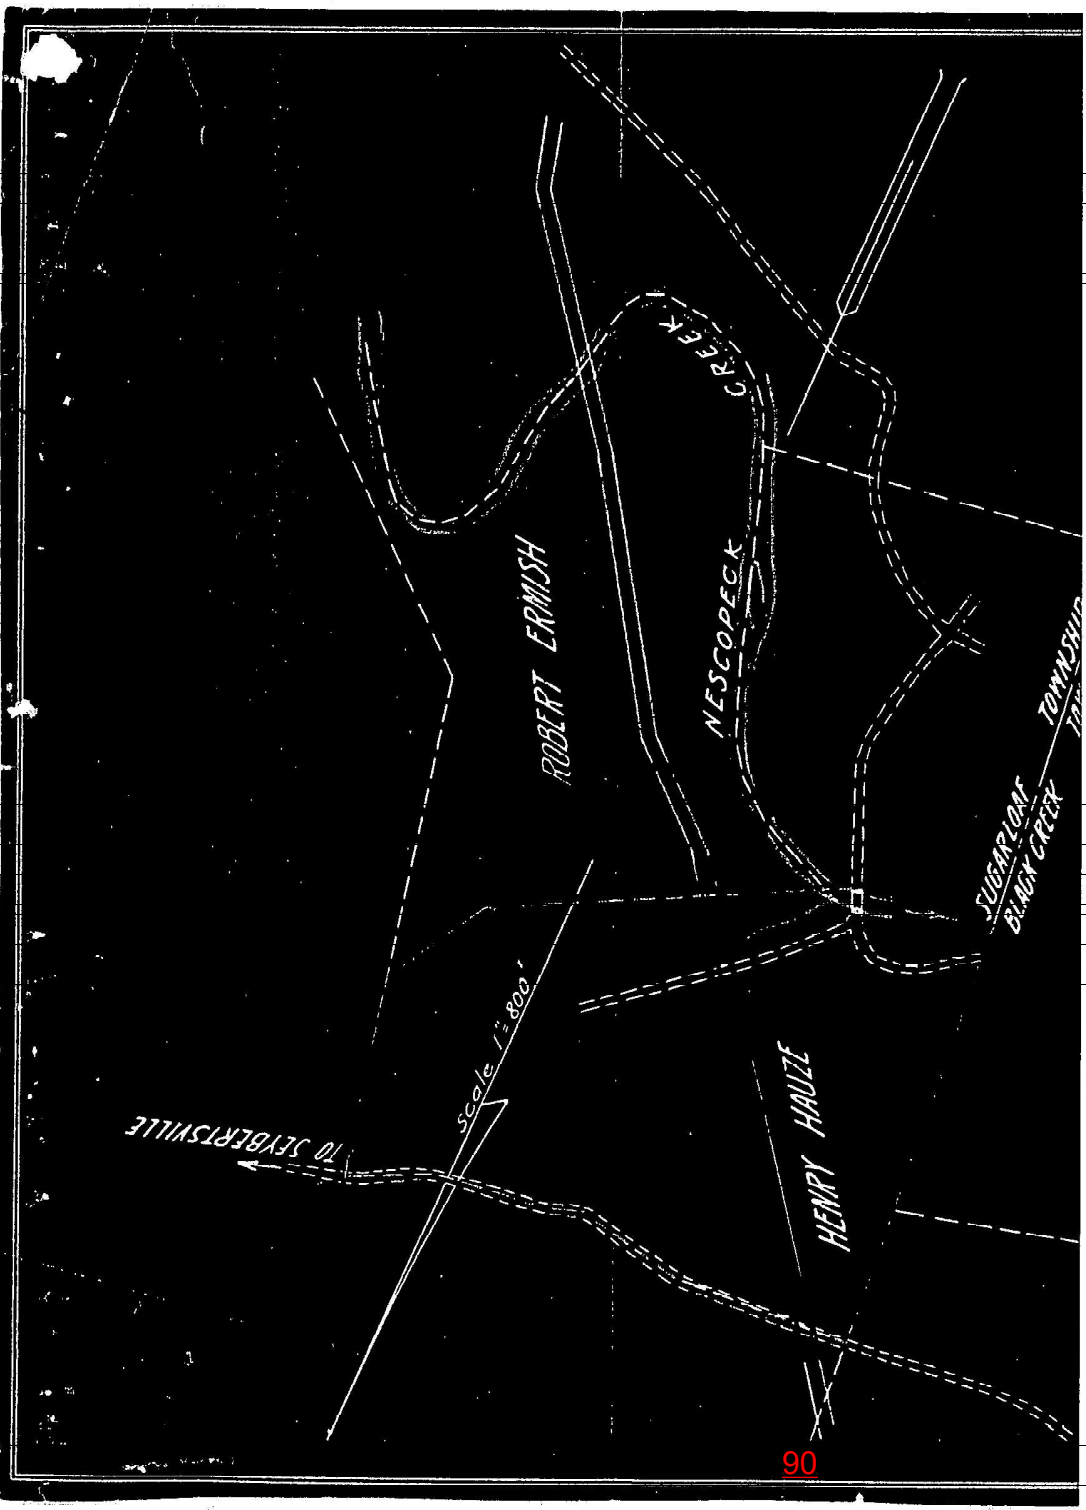 CREEK
NESCOPECK
ROBERT ERMISH
TOWNSHIP
SUGARLOAF
BLACK CREEK
Scale 1"=800'
HENRY HAUZE
TO SEYBERTSVILLE
90